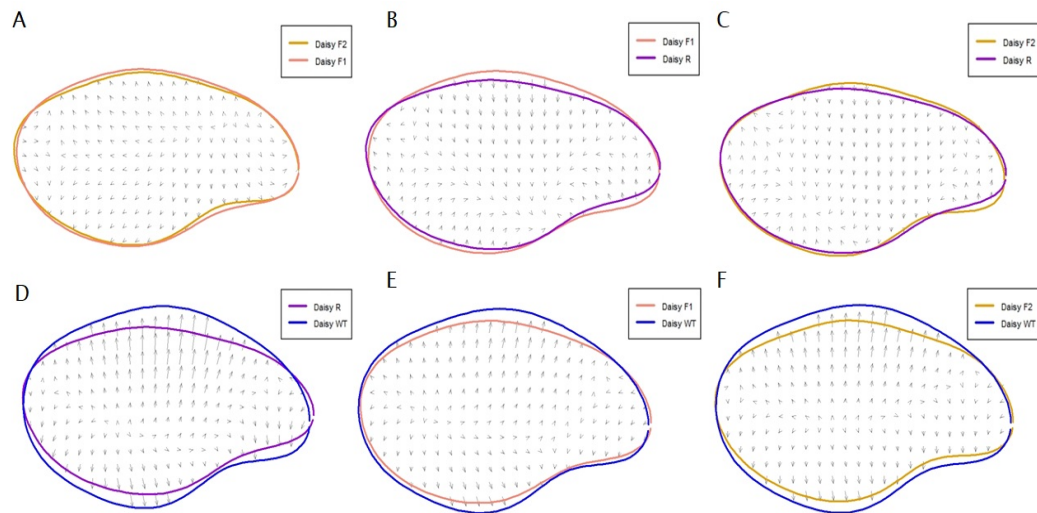 A
Daisy F2
Daisy F1
B
Daisy F1
Daisy R
C
Daisy F2
Daisy R
D
Daisy R
Daisy WT
E
Daisy F1
Daisy WT
F
Daisy F2
Daisy WT